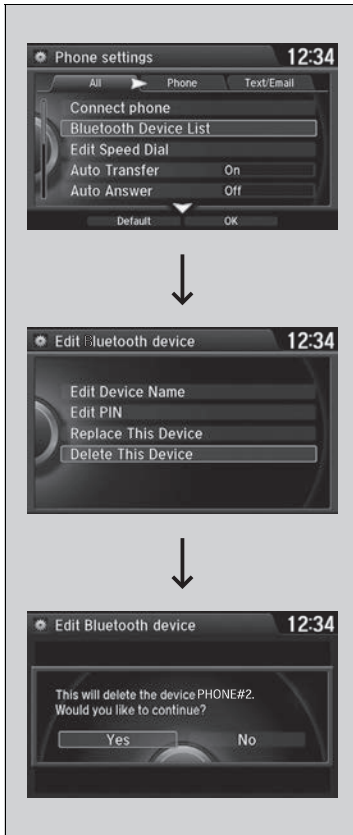 Phone settings 12:34
All Phone Text/Email
Connect phone
Bluetooth Device List
Edit Speed Dial
Auto Transfer On
Auto Answer Off
Default OK
Edit Bluetooth device 12:34
Edit Device Name
Edit PIN
Replace This Device
Delete This Device
Edit Bluetooth device 12:34
This will delete the device PHONE#2.
Would you like to continue?
Yes No